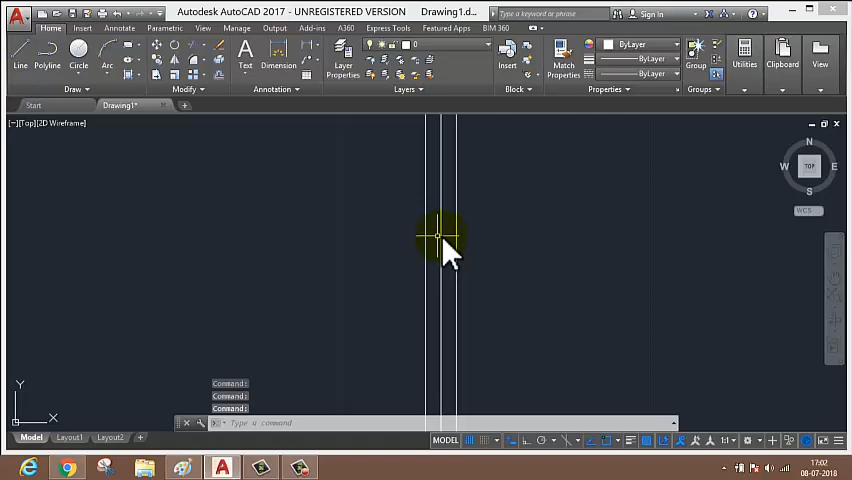 Autodesk AutoCAD 2017 - UNREGISTERED VERSION Drawing1.d... Type a keyword or phrase Sign In
Home Insert Annotate Parametric View Manage Output Add-ins A360 Express Tools Featured Apps BIM 360
0 ByLayer
Line Polyline Circle Arc Text Dimension Layer Properties Insert Match Properties ByLayer Group Utilities Clipboard View
ByLayer
Draw Modify Annotation Layers Block Properties Groups
Start Drawing1*
[−][Top][2D Wireframe]
N
W TOP E
S
WCS
Y
X
Command:
Command:
Command:
Type a command
Model Layout1 Layout2 MODEL 1:1
17:02
08-07-2018